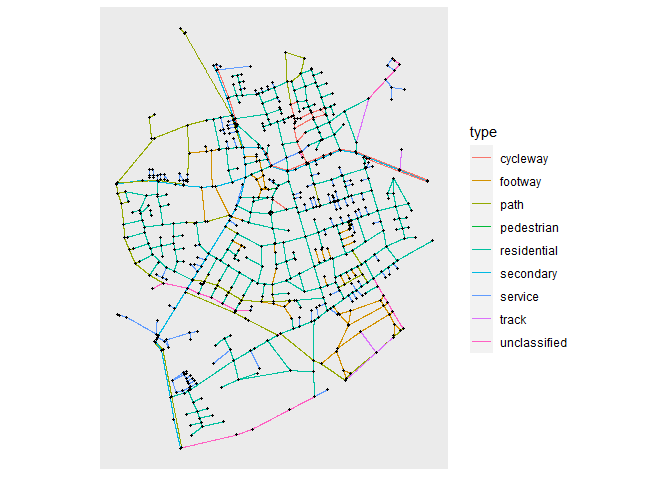 type
cycleway
footway
path
pedestrian
residential
secondary
service
track
unclassified